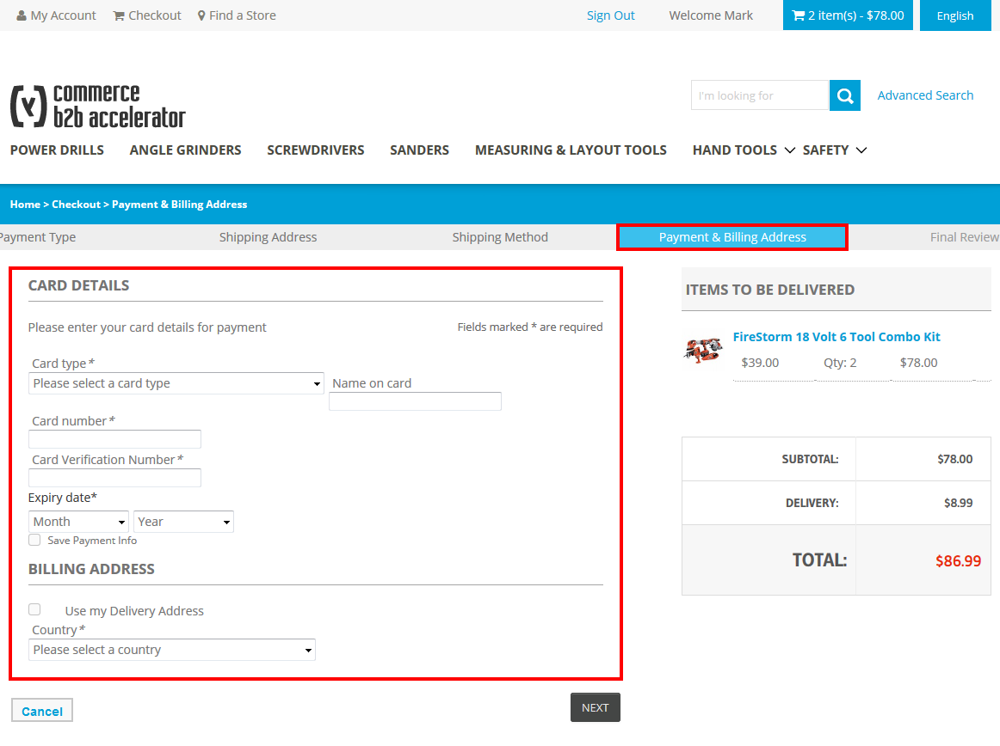 My Account Checkout Find a Store Sign Out Welcome Mark 2 item(s) - $78.00 English
(y) commerce
b2b accelerator
I'm looking for Advanced Search
POWER DRILLS ANGLE GRINDERS SCREWDRIVERS SANDERS MEASURING & LAYOUT TOOLS HAND TOOLS SAFETY
Home > Checkout > Payment & Billing Address
Payment Type Shipping Address Shipping Method Payment & Billing Address Final Review
CARD DETAILS
Please enter your card details for payment Fields marked * are required
Card type*
Please select a card type
Name on card
Card number*
Card Verification Number*
Expiry date*
Month Year
Save Payment Info
BILLING ADDRESS
Use my Delivery Address
Country*
Please select a country
Cancel NEXT
ITEMS TO BE DELIVERED
FireStorm 18 Volt 6 Tool Combo Kit
$39.00 Qty: 2 $78.00
SUBTOTAL: $78.00
DELIVERY: $8.99
TOTAL: $86.99